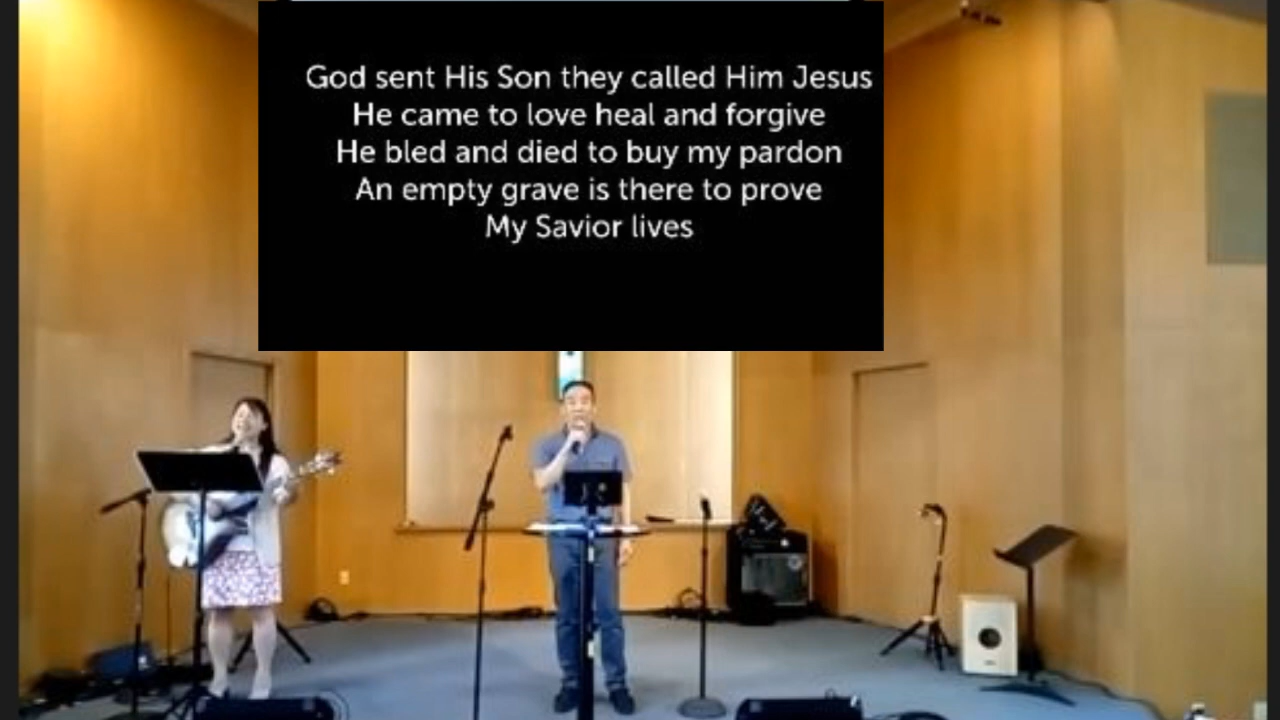 God sent His Son they called Him Jesus
He came to love heal and forgive
He bled and died to buy my pardon
An empty grave is there to prove
My Savior lives